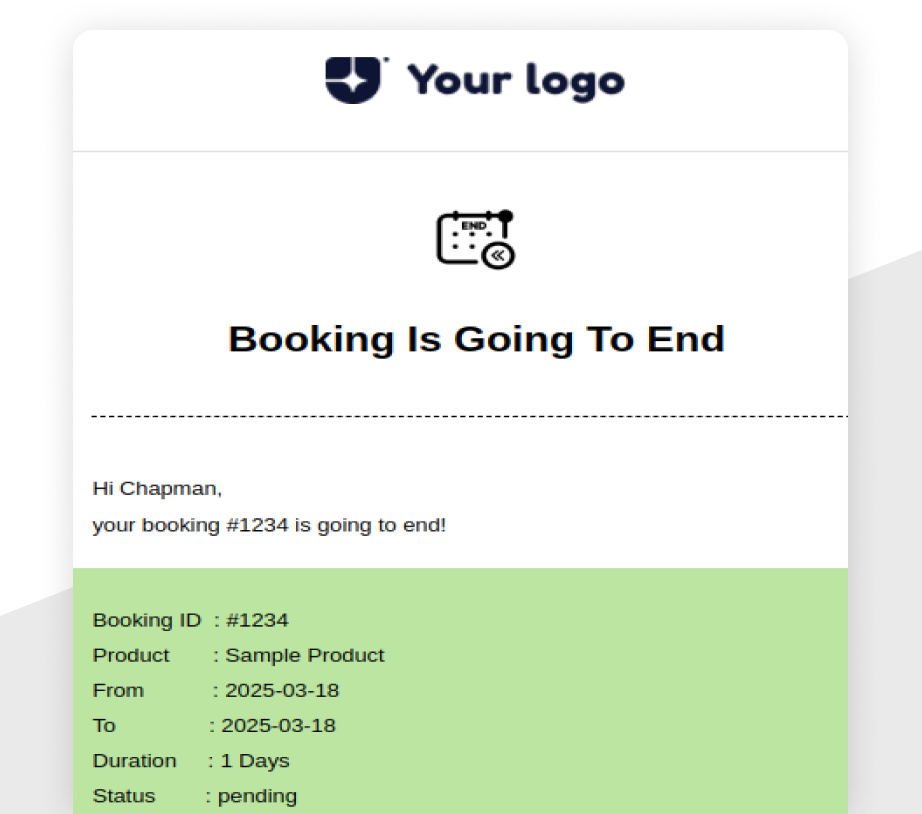 Your logo
END
Booking Is Going To End
Hi Chapman,
your booking #1234 is going to end!
Booking ID : #1234
Product : Sample Product
From : 2025-03-18
To : 2025-03-18
Duration : 1 Days
Status : pending